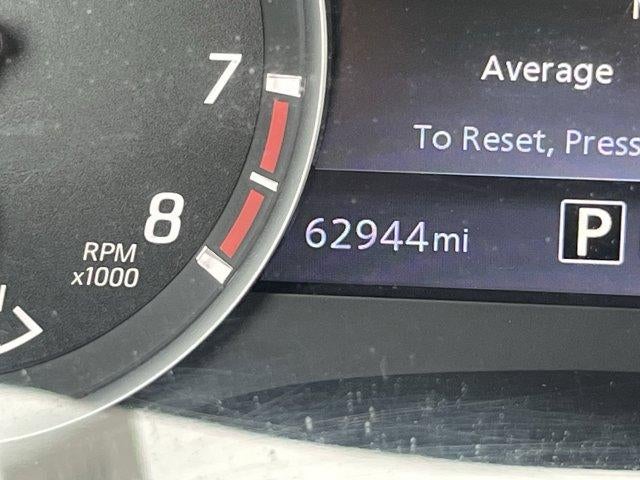 7
8
RPM
x1000
Average
To Reset, Press
62944mi
P